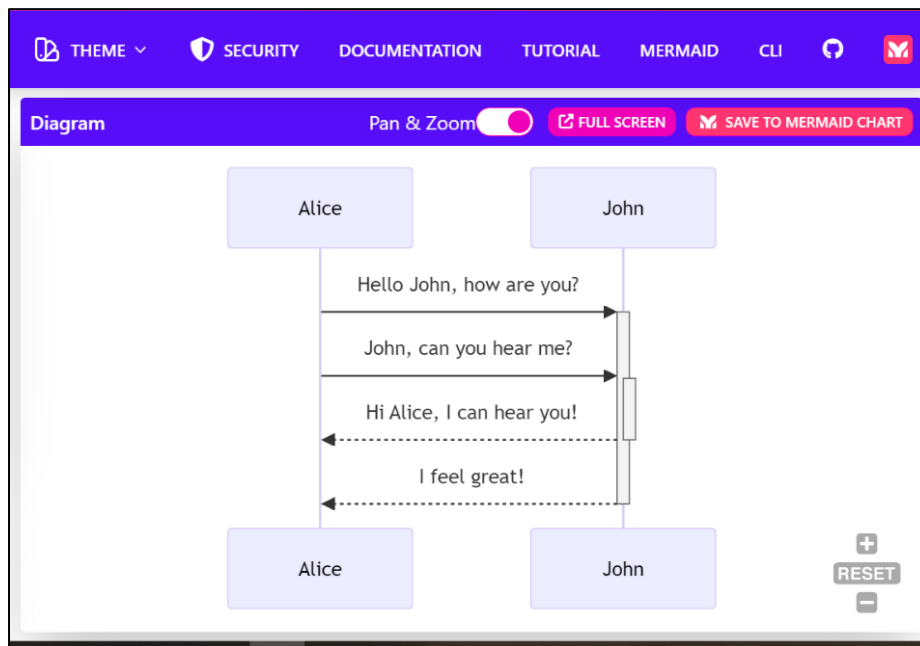 THEME SECURITY DOCUMENTATION TUTORIAL MERMAID CLI
Diagram Pan & Zoom FULL SCREEN SAVE TO MERMAID CHART
Alice John
Hello John, how are you?
John, can you hear me?
Hi Alice, I can hear you!
I feel great!
Alice John
RESET